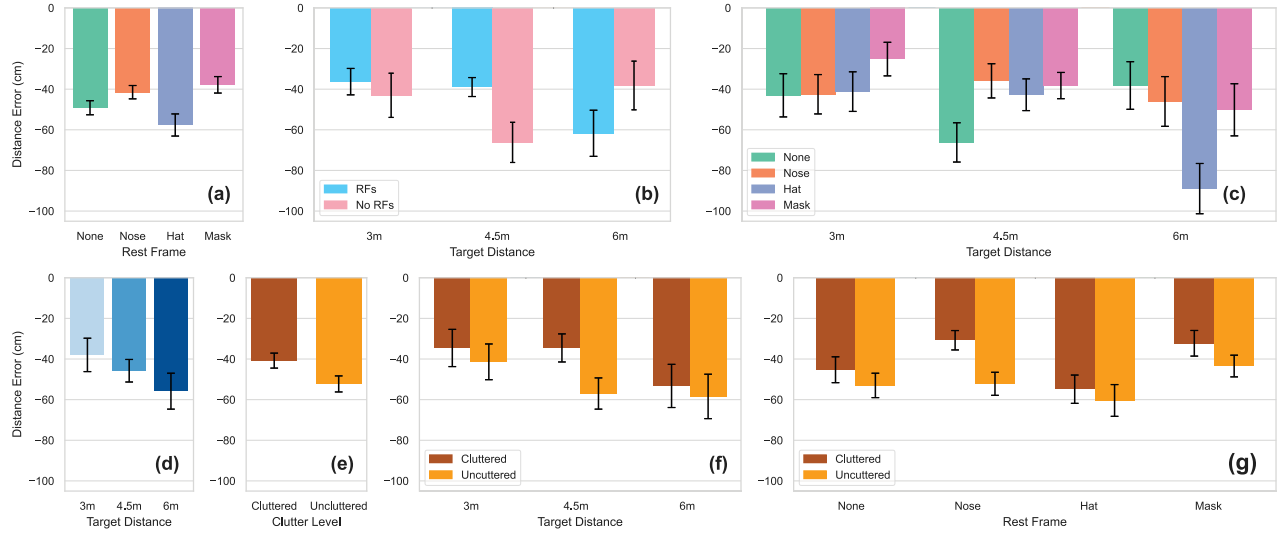 0
−20
−40
−60
−80
−100
Distance Error (cm)
None
Nose
Hat
Mask
Rest Frame
(a)
0
−20
−40
−60
−80
−100
RFs
No RFs
3m
4.5m
6m
Target Distance
(b)
0
−20
−40
−60
−80
−100
None
Nose
Hat
Mask
3m
4.5m
6m
Target Distance
(c)
0
−20
−40
−60
−80
−100
Distance Error (cm)
3m
4.5m
6m
Target Distance
(d)
0
−20
−40
−60
−80
−100
Cluttered
Uncluttered
Clutter Level
(e)
0
−20
−40
−60
−80
−100
Cluttered
Uncuttered
3m
4.5m
6m
Target Distance
(f)
0
−20
−40
−60
−80
−100
Cluttered
Uncuttered
None
Nose
Hat
Mask
Rest Frame
(g)